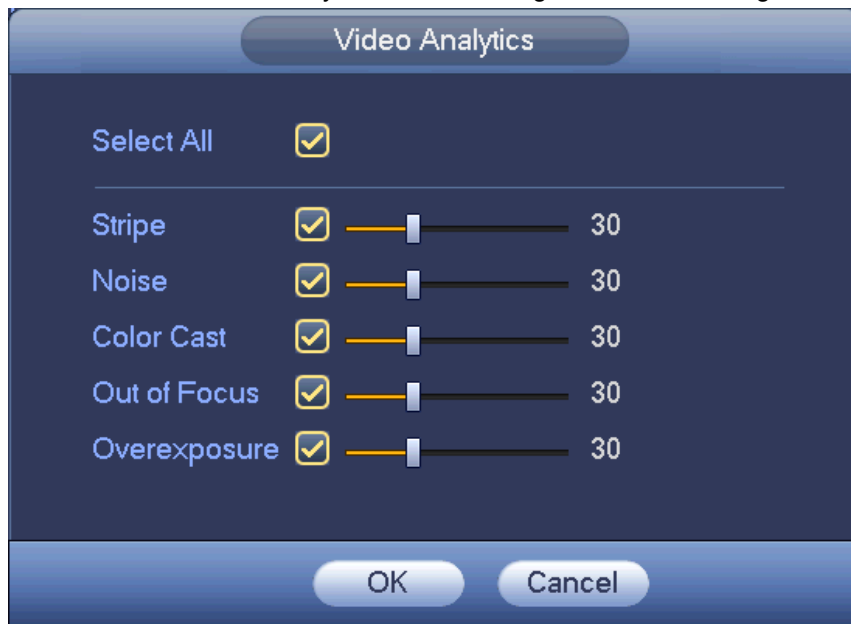 Video Analytics
Select All
Stripe 30
Noise 30
Color Cast 30
Out of Focus 30
Overexposure 30
OK Cancel